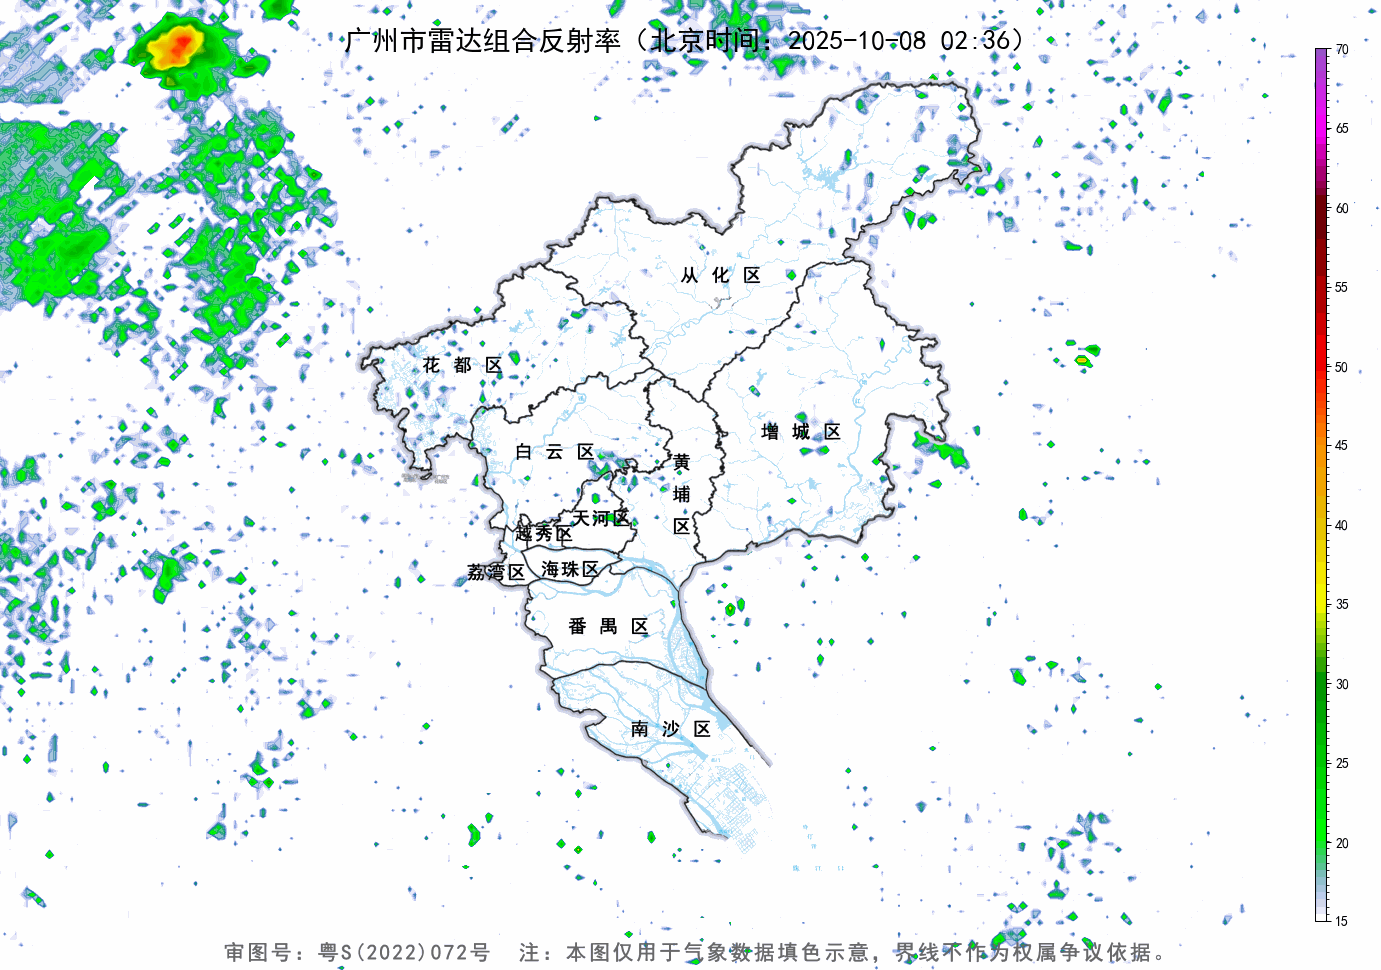 广州市雷达组合反射率（北京时间：2025-10-08 02:36）
70
65
60
55
50
45
40
35
30
25
20
15
从化区
花都区
增城区
白云区
黄埔区
天河区
越秀区
荔湾区
海珠区
番禺区
南沙区
审图号：粤S(2022)072号 注：本图仅用于气象数据填色示意，界线不作为权属争议依据。